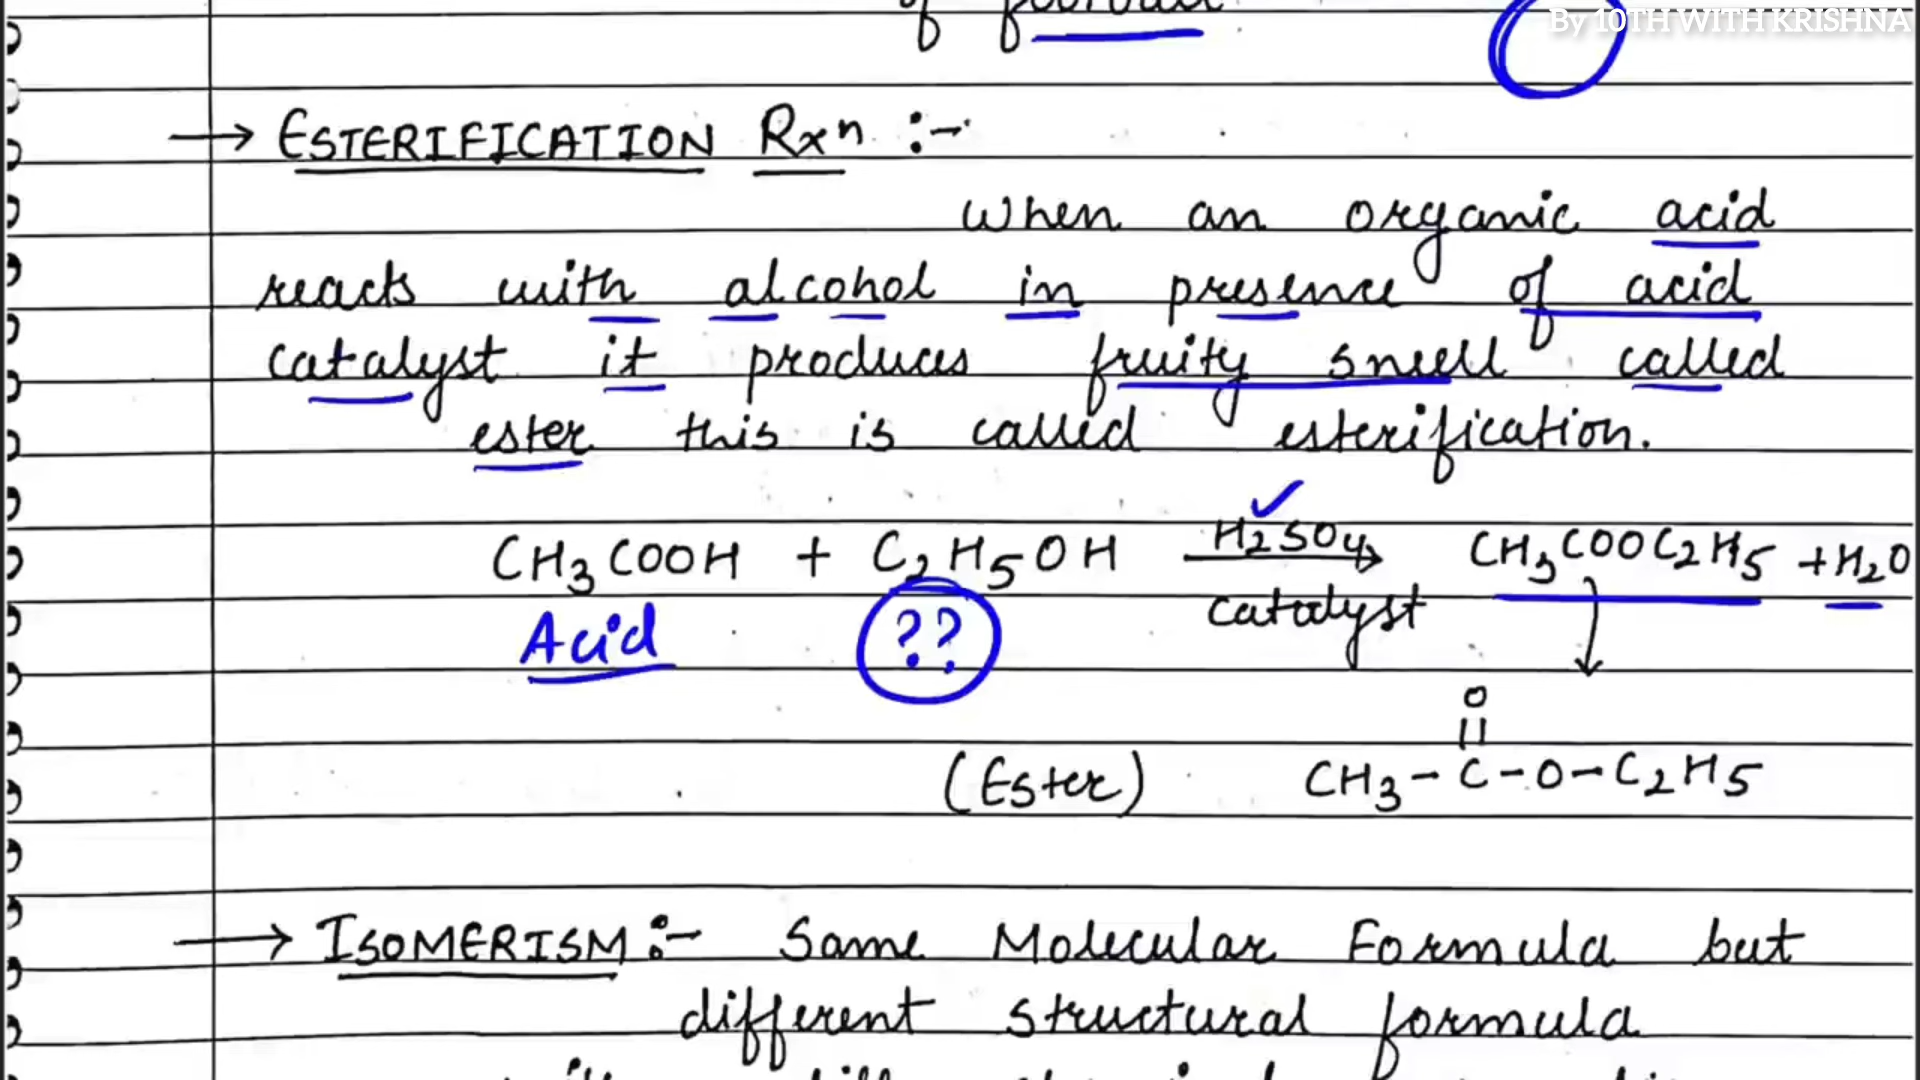 By 10TH WITH KRISHNA
of
→ ESTERIFICATION Rxn :-
When an organic acid
reacts with alcohol in presence of acid
catalyst it produces fruity smell called
ester this is called esterification.
CH3COOH + C2H5OH H2SO4 → catalyst CH3COOC2H5 + H2O
Acid ??
O
||
(Ester) CH3-C-O-C2H5
→ ISOMERISM :- Same Molecular Formula but
different structural formula